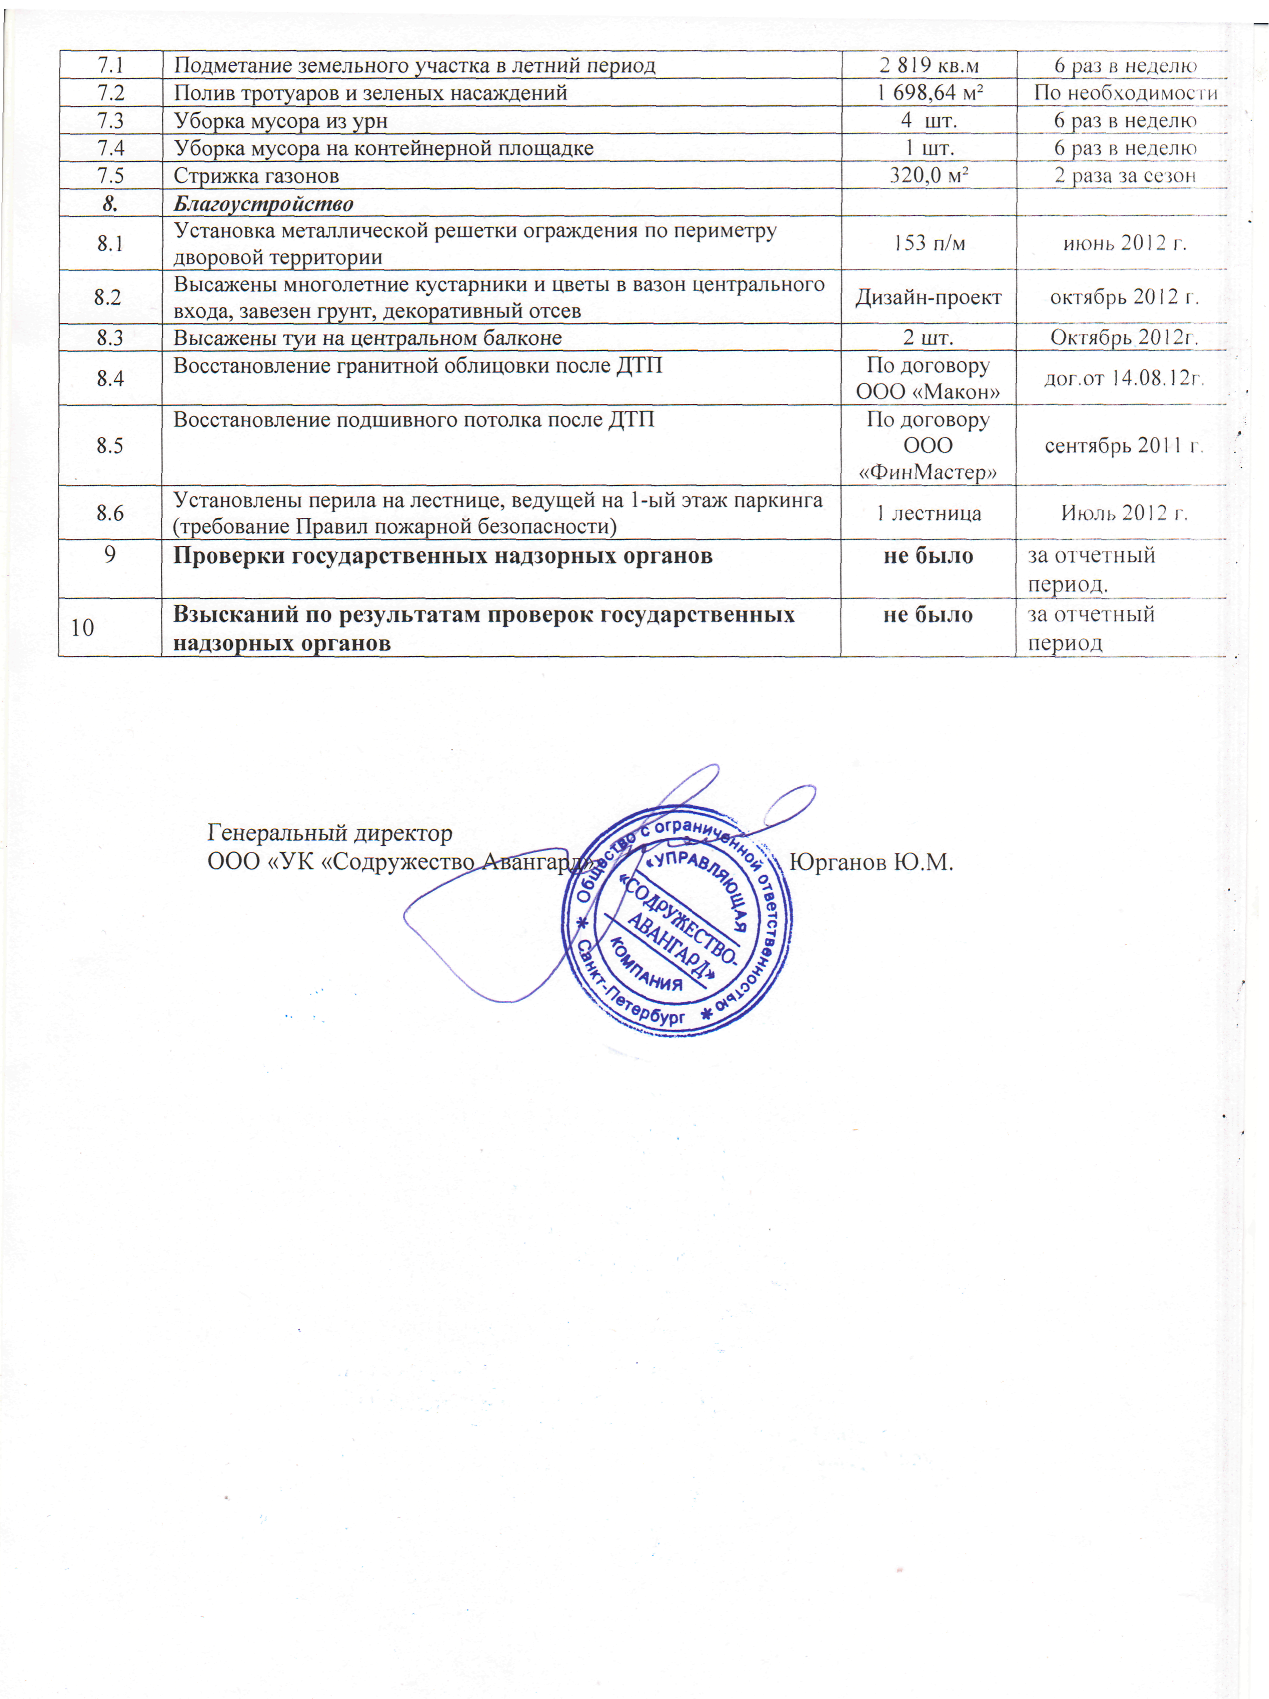 7.1 Подметание земельного участка в летний период 2 819 кв.м 6 раз в неделю
7.2 Полив тротуаров и зеленых насаждений 1 698,64 м² По необходимости
7.3 Уборка мусора из урн 4 шт. 6 раз в неделю
7.4 Уборка мусора на контейнерной площадке 1 шт. 6 раз в неделю
7.5 Стрижка газонов 320,0 м² 2 раза за сезон
8. Благоустройство
8.1 Установка металлической решетки ограждения по периметру
дворовой территории 153 п/м июнь 2012 г.
8.2 Высажены многолетние кустарники и цветы в вазон центрального
входа, завезен грунт, декоративный отсев Дизайн-проект октябрь 2012 г.
8.3 Высажены туи на центральном балконе 2 шт. Октябрь 2012г.
8.4 Восстановление гранитной облицовки после ДТП По договору
ООО «Макон» дог.от 14.08.12г.
8.5 Восстановление подшивного потолка после ДТП По договору
ООО
«ФинМастер» сентябрь 2011 г.
8.6 Установлены перила на лестнице, ведущей на 1-ый этаж паркинга
(требование Правил пожарной безопасности) 1 лестница Июль 2012 г.
9 Проверки государственных надзорных органов не было за отчетный
период.
10 Взысканий по результатам проверок государственных
надзорных органов не было за отчетный
период
Генеральный директор
ООО «УК «Содружество Авангард» Юрганов Ю.М.
Общество с ограниченной ответственностью
* Санкт-Петербург *
«УПРАВЛЯЮЩАЯ
«СОДРУЖЕСТВО-
АВАНГАРД»
КОМПАНИЯ